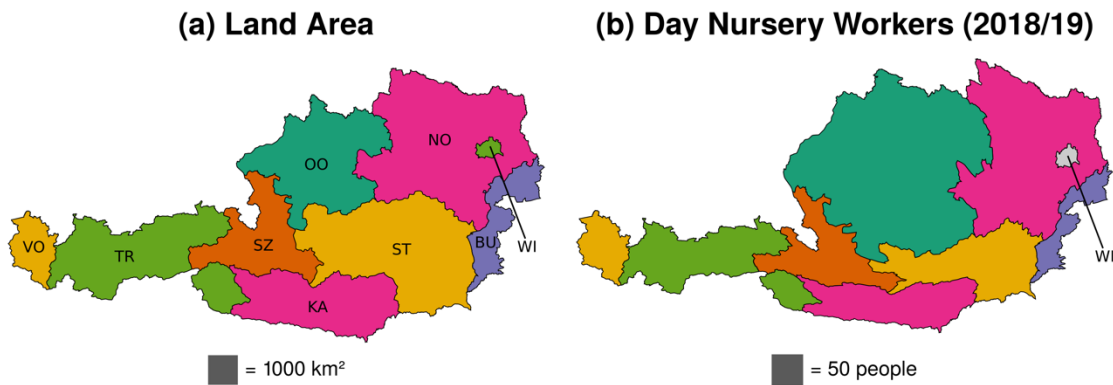 (a) Land Area
(b) Day Nursery Workers (2018/19)
NO
OO
VO
TR
SZ
ST
BU
WI
KA
WI
= 1000 km²
= 50 people